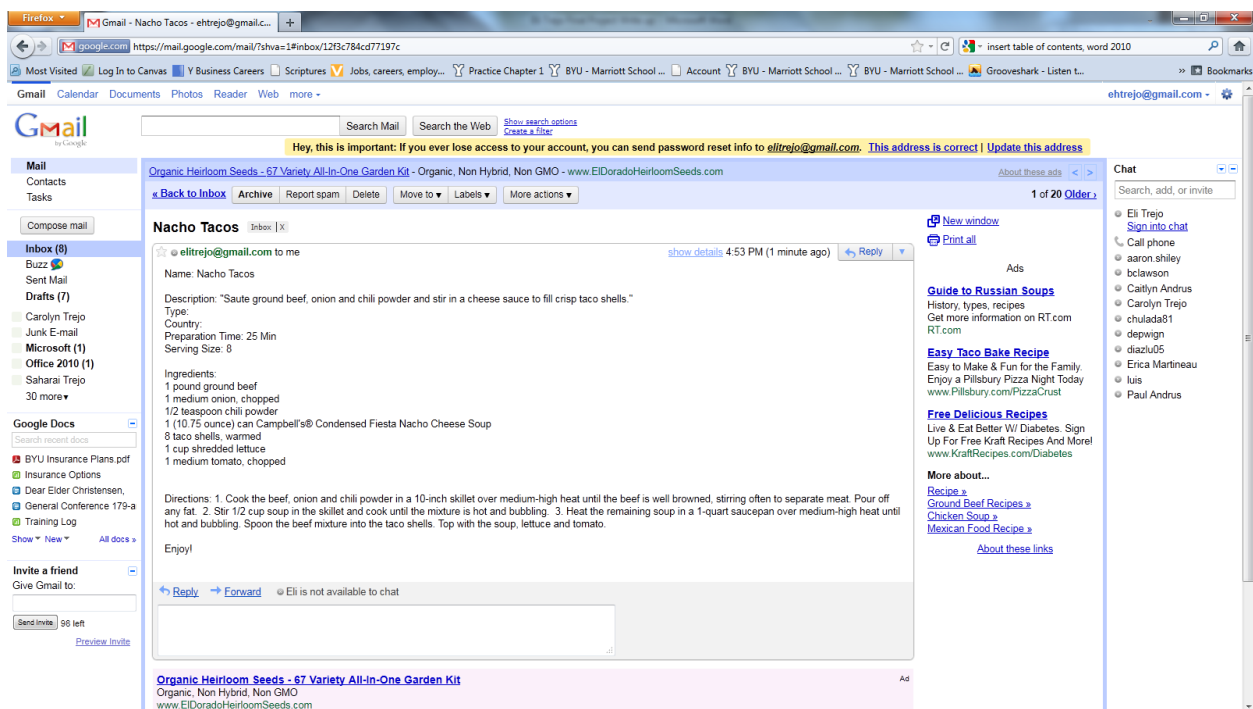 Firefox
Gmail - Nacho Tacos - ehtrejo@gmail.c...
google.com https://mail.google.com/mail/?shva=1#inbox/12f3c784cd77197c
insert table of contents, word 2010
Most Visited Log In to Canvas Y Business Careers Scriptures Jobs, careers, employ... Practice Chapter 1 BYU - Marriott School ... Account BYU - Marriott School ... BYU - Marriott School ... Grooveshark - Listen t... » Bookmarks
Gmail Calendar Documents Photos Reader Web more
ehtrejo@gmail.com
GMail
by Google
Search Mail
Search the Web
Show search options
Create a filter
Hey, this is important: If you ever lose access to your account, you can send password reset info to elitrejo@gmail.com. This address is correct | Update this address
Mail
Contacts
Tasks
Compose mail
Inbox (8)
Buzz
Sent Mail
Drafts (7)
Carolyn Trejo
Junk E-mail
Microsoft (1)
Office 2010 (1)
Saharai Trejo
30 more
Google Docs
Search recent docs
BYU Insurance Plans.pdf
Insurance Options
Dear Elder Christensen,
General Conference 179-a
Training Log
Show New All docs »
Invite a friend
Give Gmail to:
Send Invite 98 left
Preview Invite
Organic Heirloom Seeds - 67 Variety All-In-One Garden Kit - Organic, Non Hybrid, Non GMO - www.ElDoradoHeirloomSeeds.com
About these ads < >
« Back to Inbox Archive Report spam Delete Move to Labels More actions
1 of 20 Older ›
Nacho Tacos Inbox X
elitrejo@gmail.com to me
show details 4:53 PM (1 minute ago) Reply
Name: Nacho Tacos
Description: "Saute ground beef, onion and chili powder and stir in a cheese sauce to fill crisp taco shells."
Type:
Country:
Preparation Time: 25 Min
Serving Size: 8
Ingredients:
1 pound ground beef
1 medium onion, chopped
1/2 teaspoon chili powder
1 (10.75 ounce) can Campbell's® Condensed Fiesta Nacho Cheese Soup
8 taco shells, warmed
1 cup shredded lettuce
1 medium tomato, chopped
Directions: 1. Cook the beef, onion and chili powder in a 10-inch skillet over medium-high heat until the beef is well browned, stirring often to separate meat. Pour off
any fat. 2. Stir 1/2 cup soup in the skillet and cook until the mixture is hot and bubbling. 3. Heat the remaining soup in a 1-quart saucepan over medium-high heat until
hot and bubbling. Spoon the beef mixture into the taco shells. Top with the soup, lettuce and tomato.
Enjoy!
Reply Forward Eli is not available to chat
Organic Heirloom Seeds - 67 Variety All-In-One Garden Kit
Ad
Organic, Non Hybrid, Non GMO
www.ElDoradoHeirloomSeeds.com
New window
Print all
Ads
Guide to Russian Soups
History, types, recipes
Get more information on RT.com
RT.com
Easy Taco Bake Recipe
Easy to Make & Fun for the Family.
Enjoy a Pillsbury Pizza Night Today
www.Pillsbury.com/PizzaCrust
Free Delicious Recipes
Live & Eat Better W/ Diabetes. Sign
Up For Free Kraft Recipes And More!
www.KraftRecipes.com/Diabetes
More about...
Recipe »
Ground Beef Recipes »
Chicken Soup »
Mexican Food Recipe »
About these links
Chat
Search, add, or invite
Eli Trejo
Sign into chat
Call phone
aaron.shiley
bclawson
Caitlyn Andrus
Carolyn Trejo
chulada81
depwign
diazlu05
Erica Martineau
luis
Paul Andrus